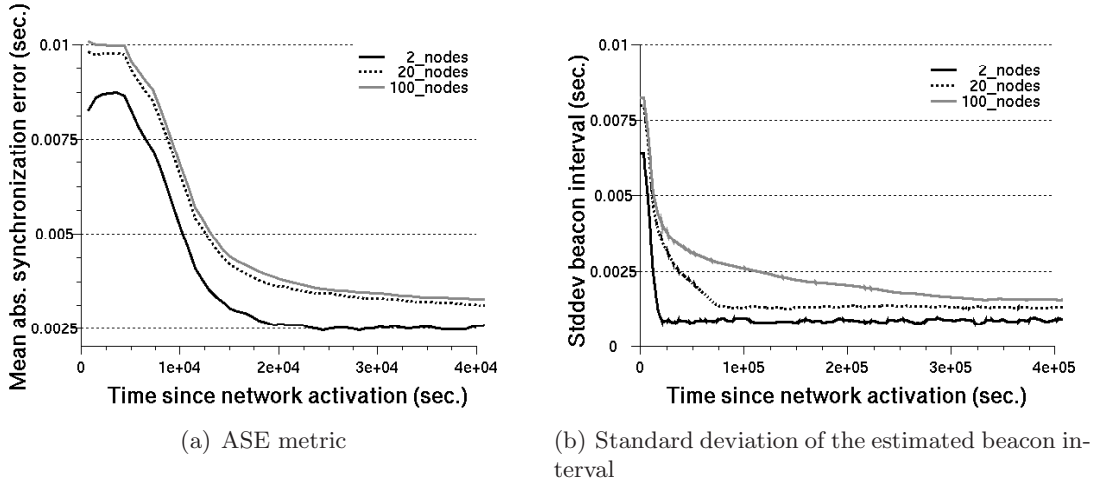 Mean abs. synchronization error (sec.)
0.01
0.0075
0.005
0.0025
2_nodes
20_nodes
100_nodes
0
1e+04
2e+04
3e+04
4e+04
Time since network activation (sec.)
(a) ASE metric
Stddev beacon interval (sec.)
0.01
0.0075
0.005
0.0025
0
2_nodes
20_nodes
100_nodes
0
1e+05
2e+05
3e+05
4e+05
Time since network activation (sec.)
(b) Standard deviation of the estimated beacon in-
terval